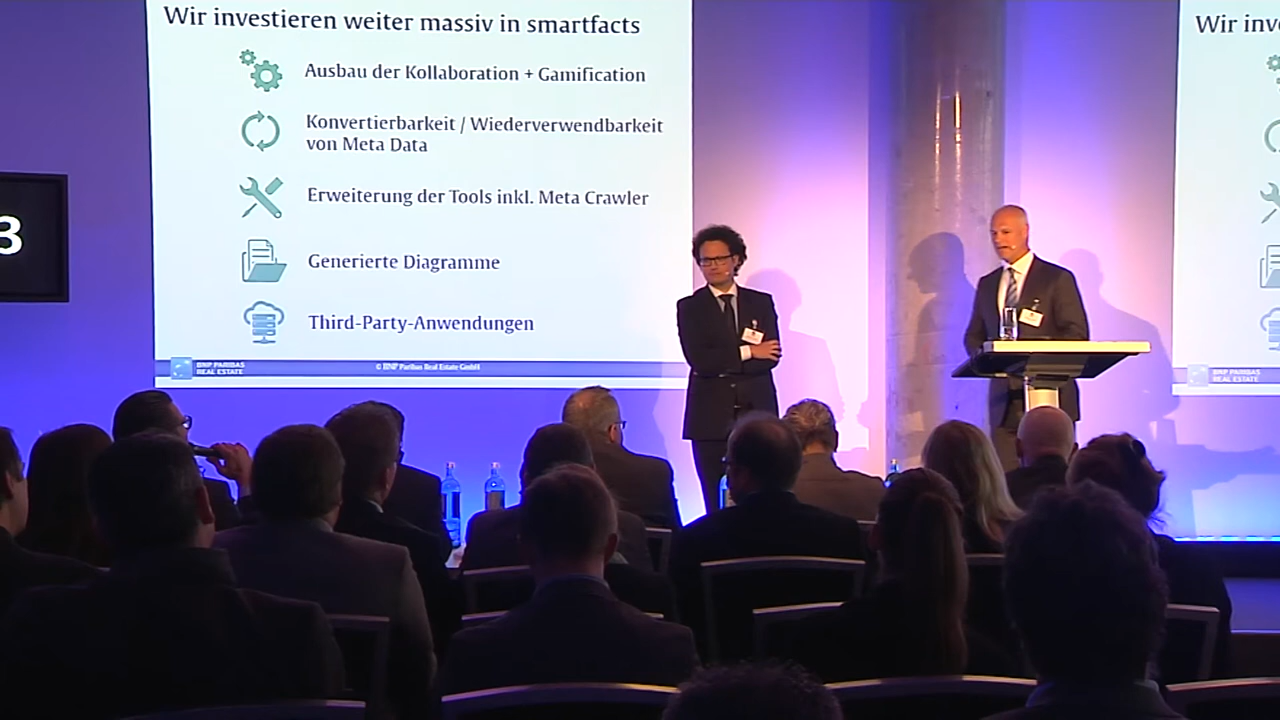 Wir investieren weiter massiv in smartfacts
Ausbau der Kollaboration + Gamification
Konvertierbarkeit / Wiederverwendbarkeit
von Meta Data
Erweiterung der Tools inkl. Meta Crawler
Generierte Diagramme
Third-Party-Anwendungen
BNP PARIBAS
REAL ESTATE
© BNP Paribas Real Estate GmbH
3
Wir inv
BNP PARIBAS
REAL ESTATE